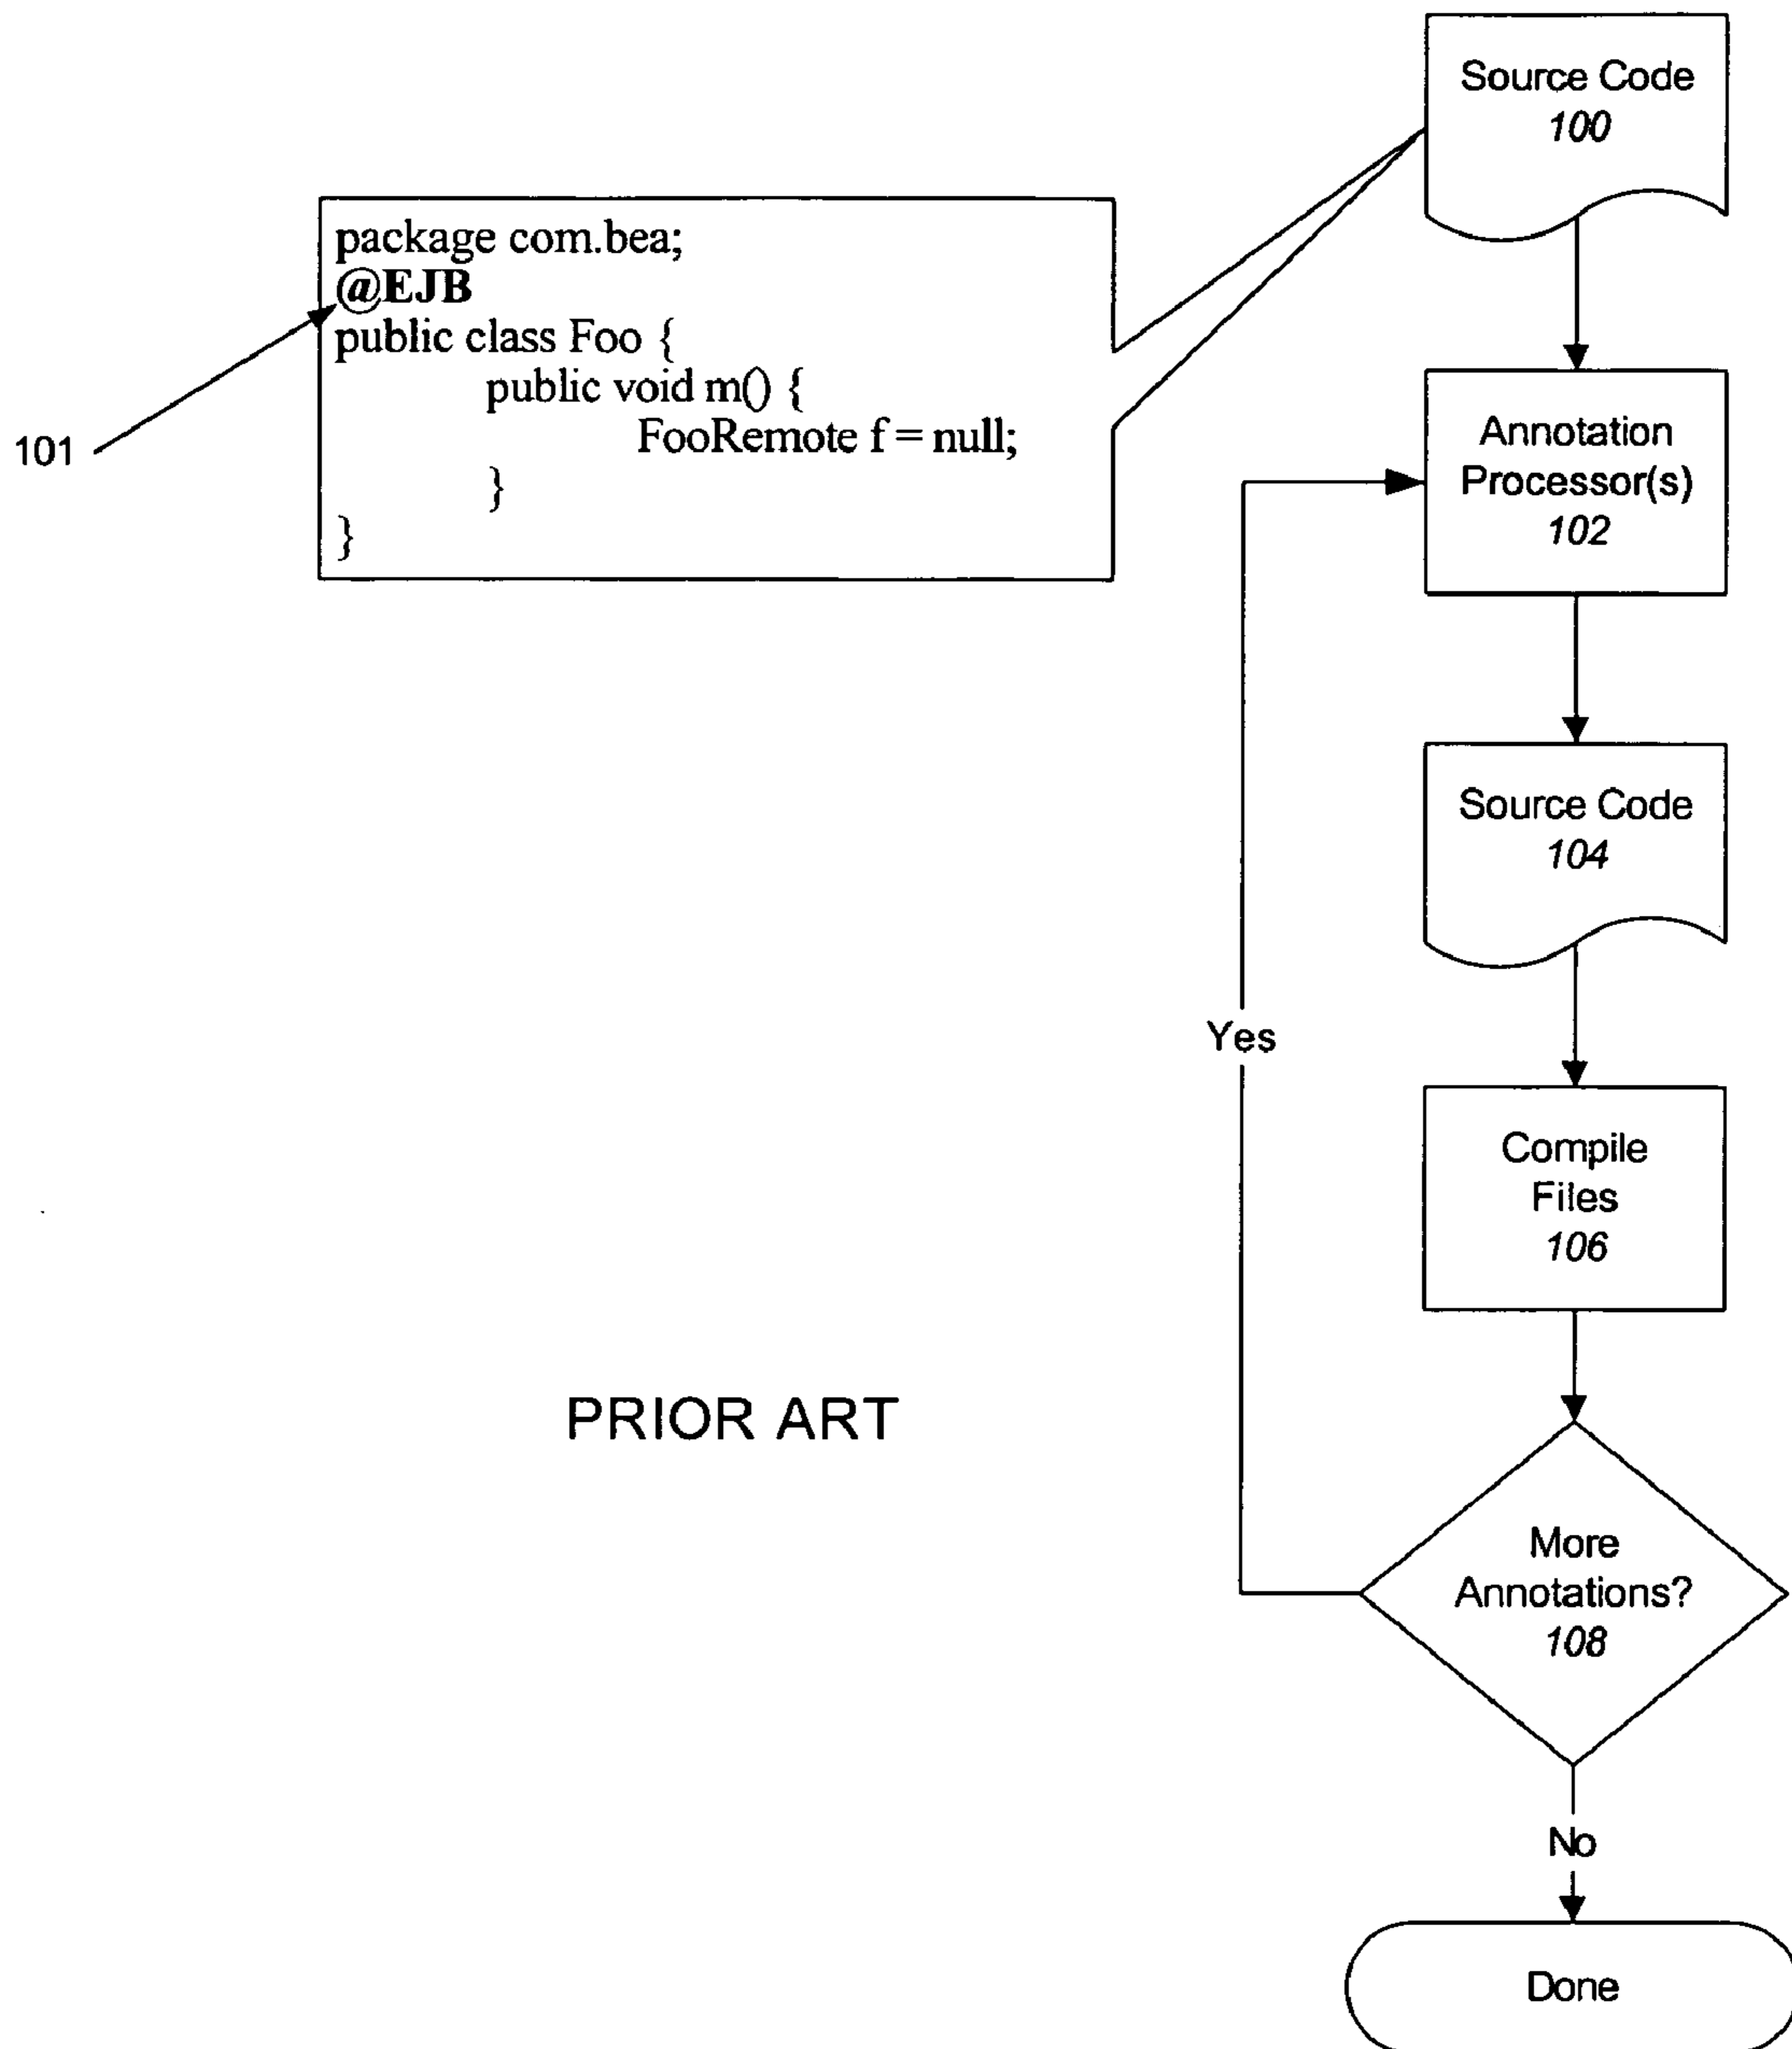 Source Code
100
package com.bea;
@EJB
public class Foo {
public void m() {
FooRemote f = null;
}
}
101
Annotation
Processor(s)
102
Source Code
104
Yes
Compile
Files
106
PRIOR ART
More
Annotations?
108
No
Done